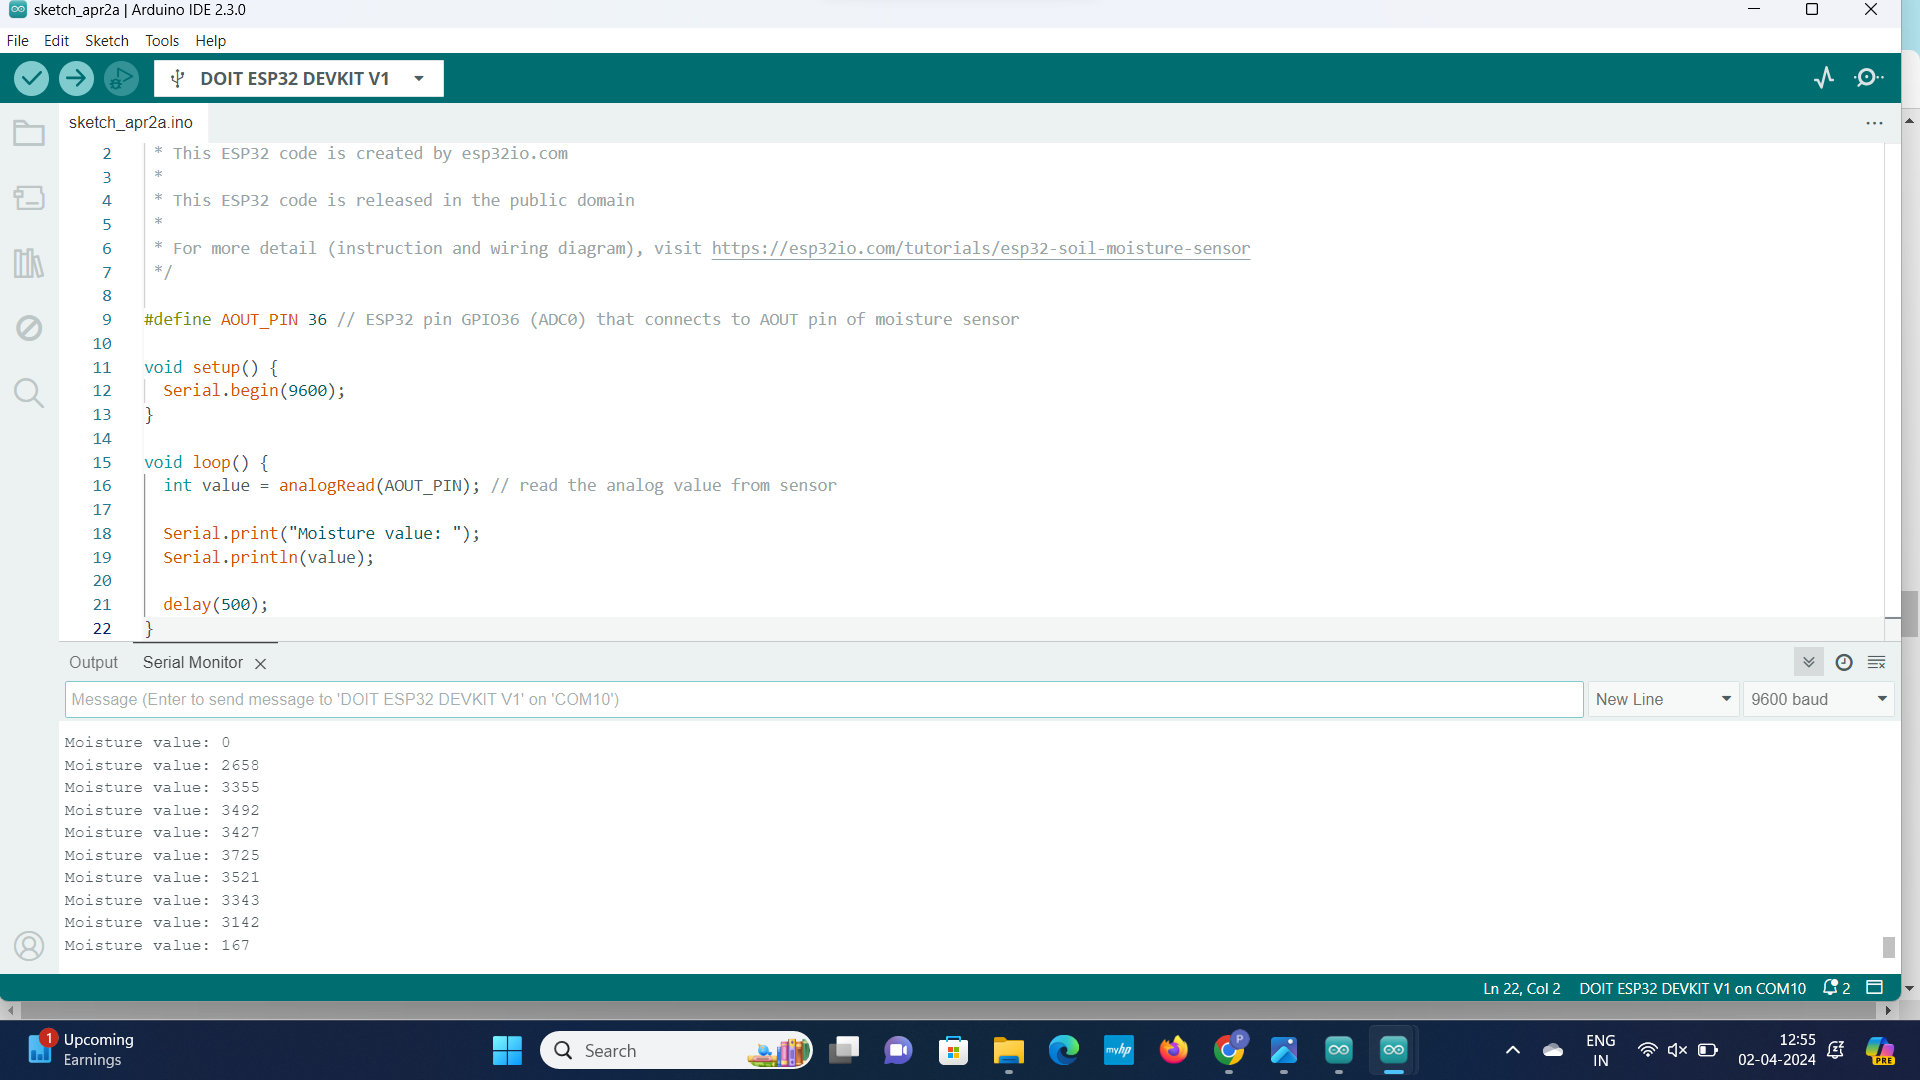 sketch_apr2a | Arduino IDE 2.3.0
File Edit Sketch Tools Help
DOIT ESP32 DEVKIT V1
sketch_apr2a.ino
2 * This ESP32 code is created by esp32io.com
3 *
4 * This ESP32 code is released in the public domain
5 *
6 * For more detail (instruction and wiring diagram), visit https://esp32io.com/tutorials/esp32-soil-moisture-sensor
7 */
8
9 #define AOUT_PIN 36 // ESP32 pin GPIO36 (ADC0) that connects to AOUT pin of moisture sensor
10
11 void setup() {
12 Serial.begin(9600);
13 }
14
15 void loop() {
16 int value = analogRead(AOUT_PIN); // read the analog value from sensor
17
18 Serial.print("Moisture value: ");
19 Serial.println(value);
20
21 delay(500);
22 }
Output Serial Monitor
Message (Enter to send message to 'DOIT ESP32 DEVKIT V1' on 'COM10') New Line 9600 baud
Moisture value: 0
Moisture value: 2658
Moisture value: 3355
Moisture value: 3492
Moisture value: 3427
Moisture value: 3725
Moisture value: 3521
Moisture value: 3343
Moisture value: 3142
Moisture value: 167
Ln 22, Col 2 DOIT ESP32 DEVKIT V1 on COM10 2
1 Upcoming
Earnings
Search
myhp
P
ENG
IN
12:55
02-04-2024
PRE